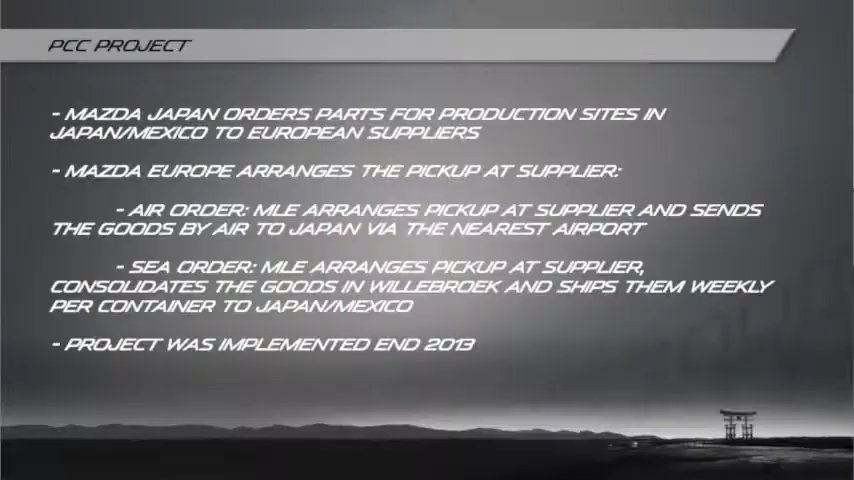 PCC PROJECT
- MAZDA JAPAN ORDERS PARTS FOR PRODUCTION SITES IN
JAPAN/MEXICO TO EUROPEAN SUPPLIERS
- MAZDA EUROPE ARRANGES THE PICKUP AT SUPPLIER:
- AIR ORDER: MLE ARRANGES PICKUP AT SUPPLIER AND SENDS
THE GOODS BY AIR TO JAPAN VIA THE NEAREST AIRPORT
- SEA ORDER: MLE ARRANGES PICKUP AT SUPPLIER,
CONSOLIDATES THE GOODS IN WILLEBROEK AND SHIPS THEM WEEKLY
PER CONTAINER TO JAPAN/MEXICO
- PROJECT WAS IMPLEMENTED END 2013